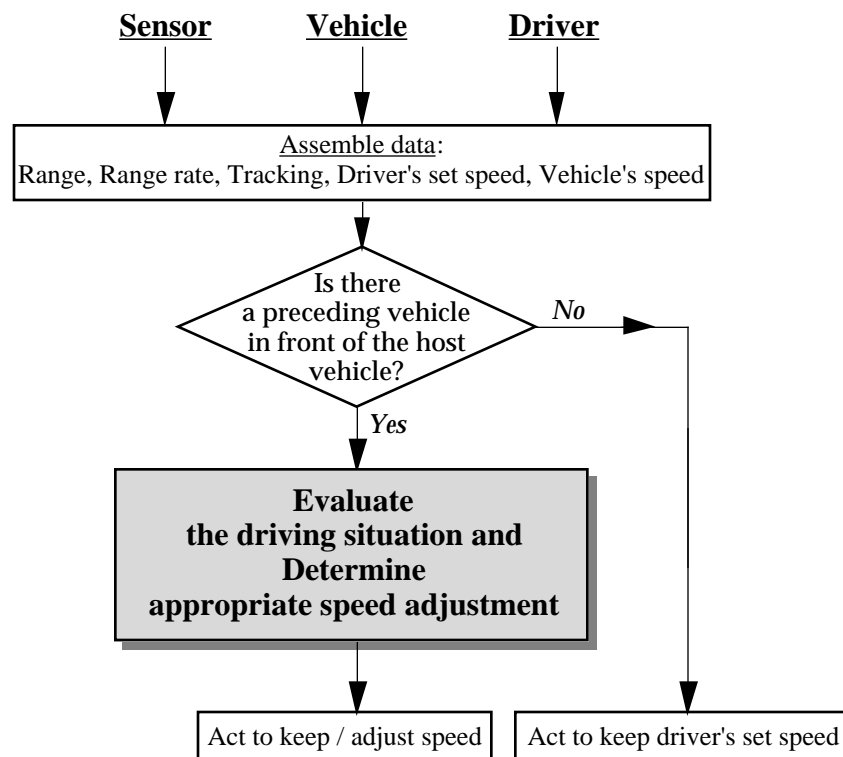 Sensor Vehicle Driver
Assemble data:
Range, Range rate, Tracking, Driver's set speed, Vehicle's speed
Is there
a preceding vehicle
in front of the host
vehicle?
No
Yes
Evaluate
the driving situation and
Determine
appropriate speed adjustment
Act to keep / adjust speed
Act to keep driver's set speed